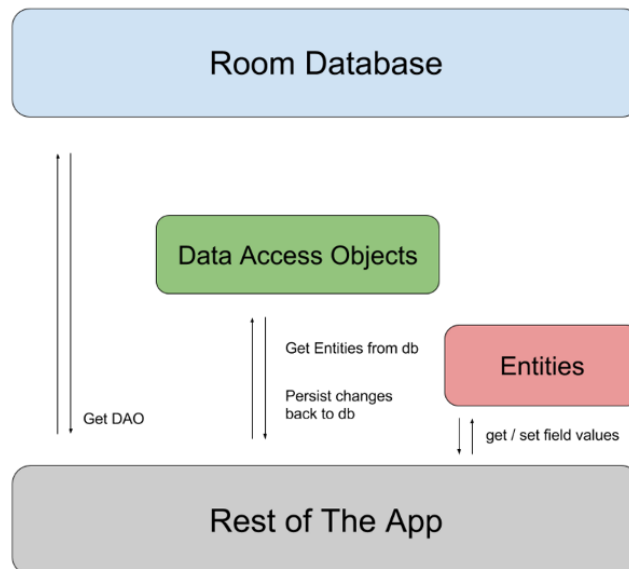 Room Database
Data Access Objects
Get Entities from db
Persist changes
back to db
Entities
Get DAO
get / set field values
Rest of The App